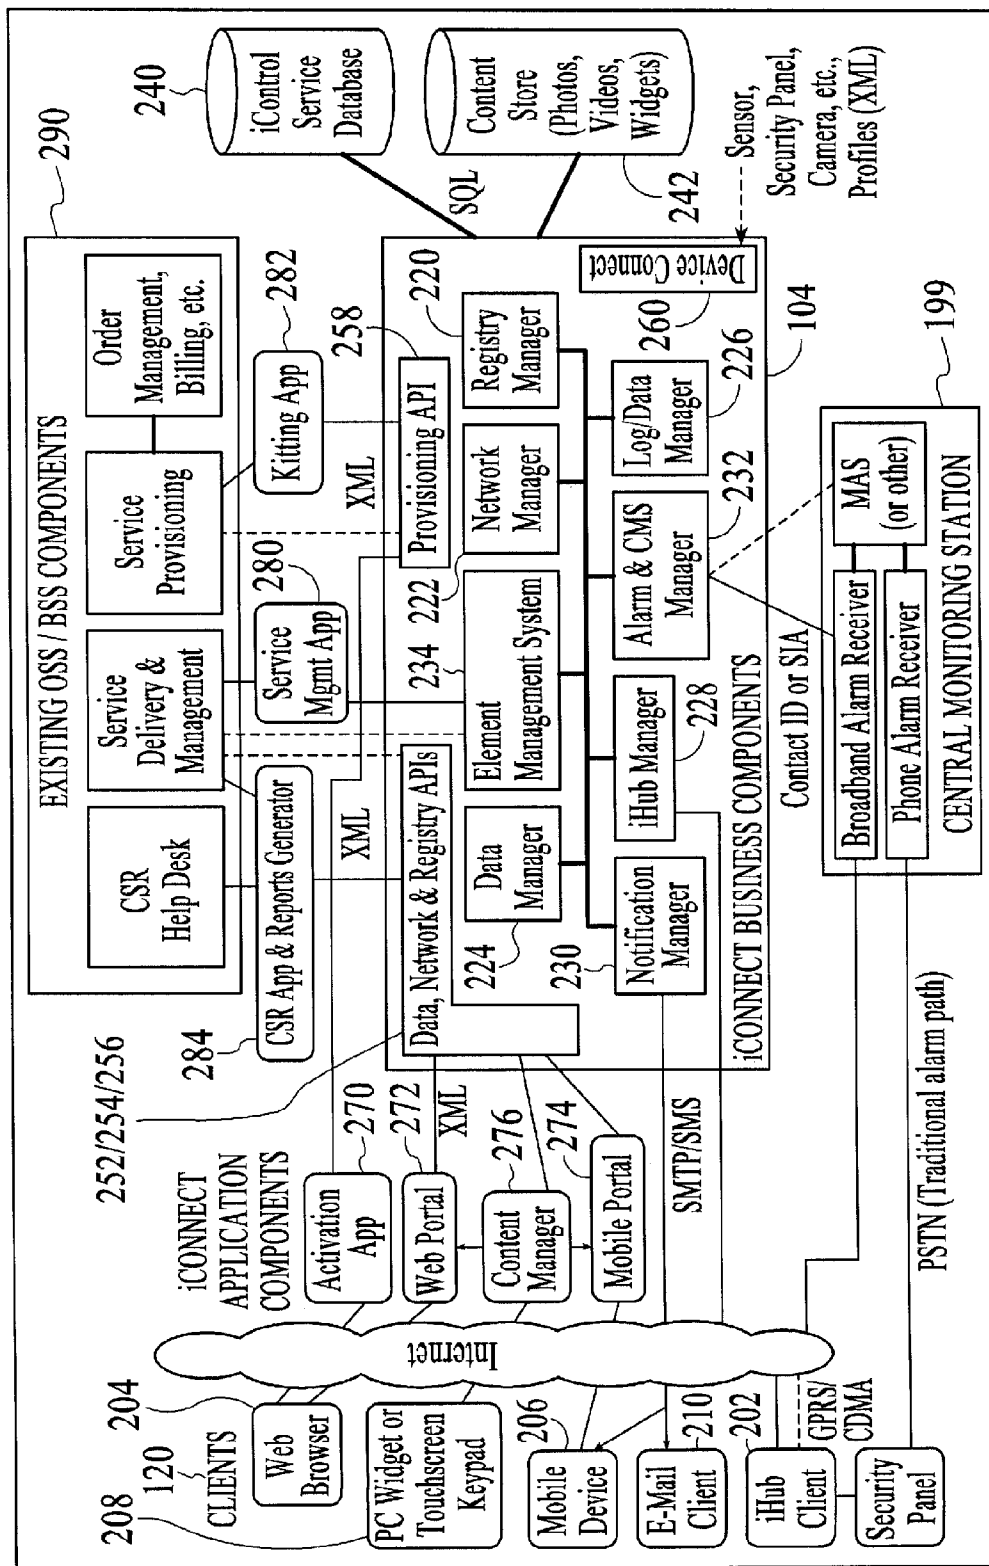 208
120
204
CLIENTS
Web
Browser
PC Widget or
Touchscreen
Keypad
206
Mobile
Device
210
E-Mail
Client
202
iHub
Client
GPRS/
CDMA
Security
Panel
Internet
iCONNECT
APPLICATION
COMPONENTS
Activation
App
270
Web Portal
272
XML
Content
Manager
276
Mobile Portal
274
SMTP/SMS
PSTN (Traditional alarm path)
252/254/256
284
EXISTING OSS / BSS COMPONENTS
290
CSR
Help Desk
Service
Delivery &
Management
Service
Provisioning
Order
Management,
Billing, etc.
CSR App & Reports Generator
Service
Mgmt App
280
Kitting App
282
XML
XML
Data, Network & Registry APIs
234
Provisioning API
258
Data
Manager
224
Element
Management System
222
Network
Manager
Registry
Manager
220
230
Notification
Manager
iHub Manager
228
Alarm & CMS
Manager
232
Log/Data
Manager
226
Device Connect
260
iCONNECT BUSINESS COMPONENTS
104
240
iControl
Service
Database
SQL
Content
Store
(Photos,
Videos,
Widgets)
242
Sensor,
Security Panel,
Camera, etc.,
Profiles (XML)
Contact ID or SIA
199
Broadband Alarm Receiver
Phone Alarm Receiver
MAS
(or other)
CENTRAL MONITORING STATION